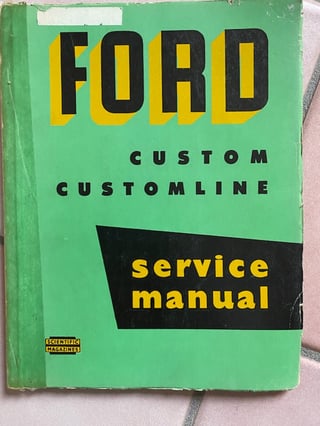 FORD
CUSTOM
CUSTOMLINE
service
manual
SCIENTIFIC
MAGAZINES